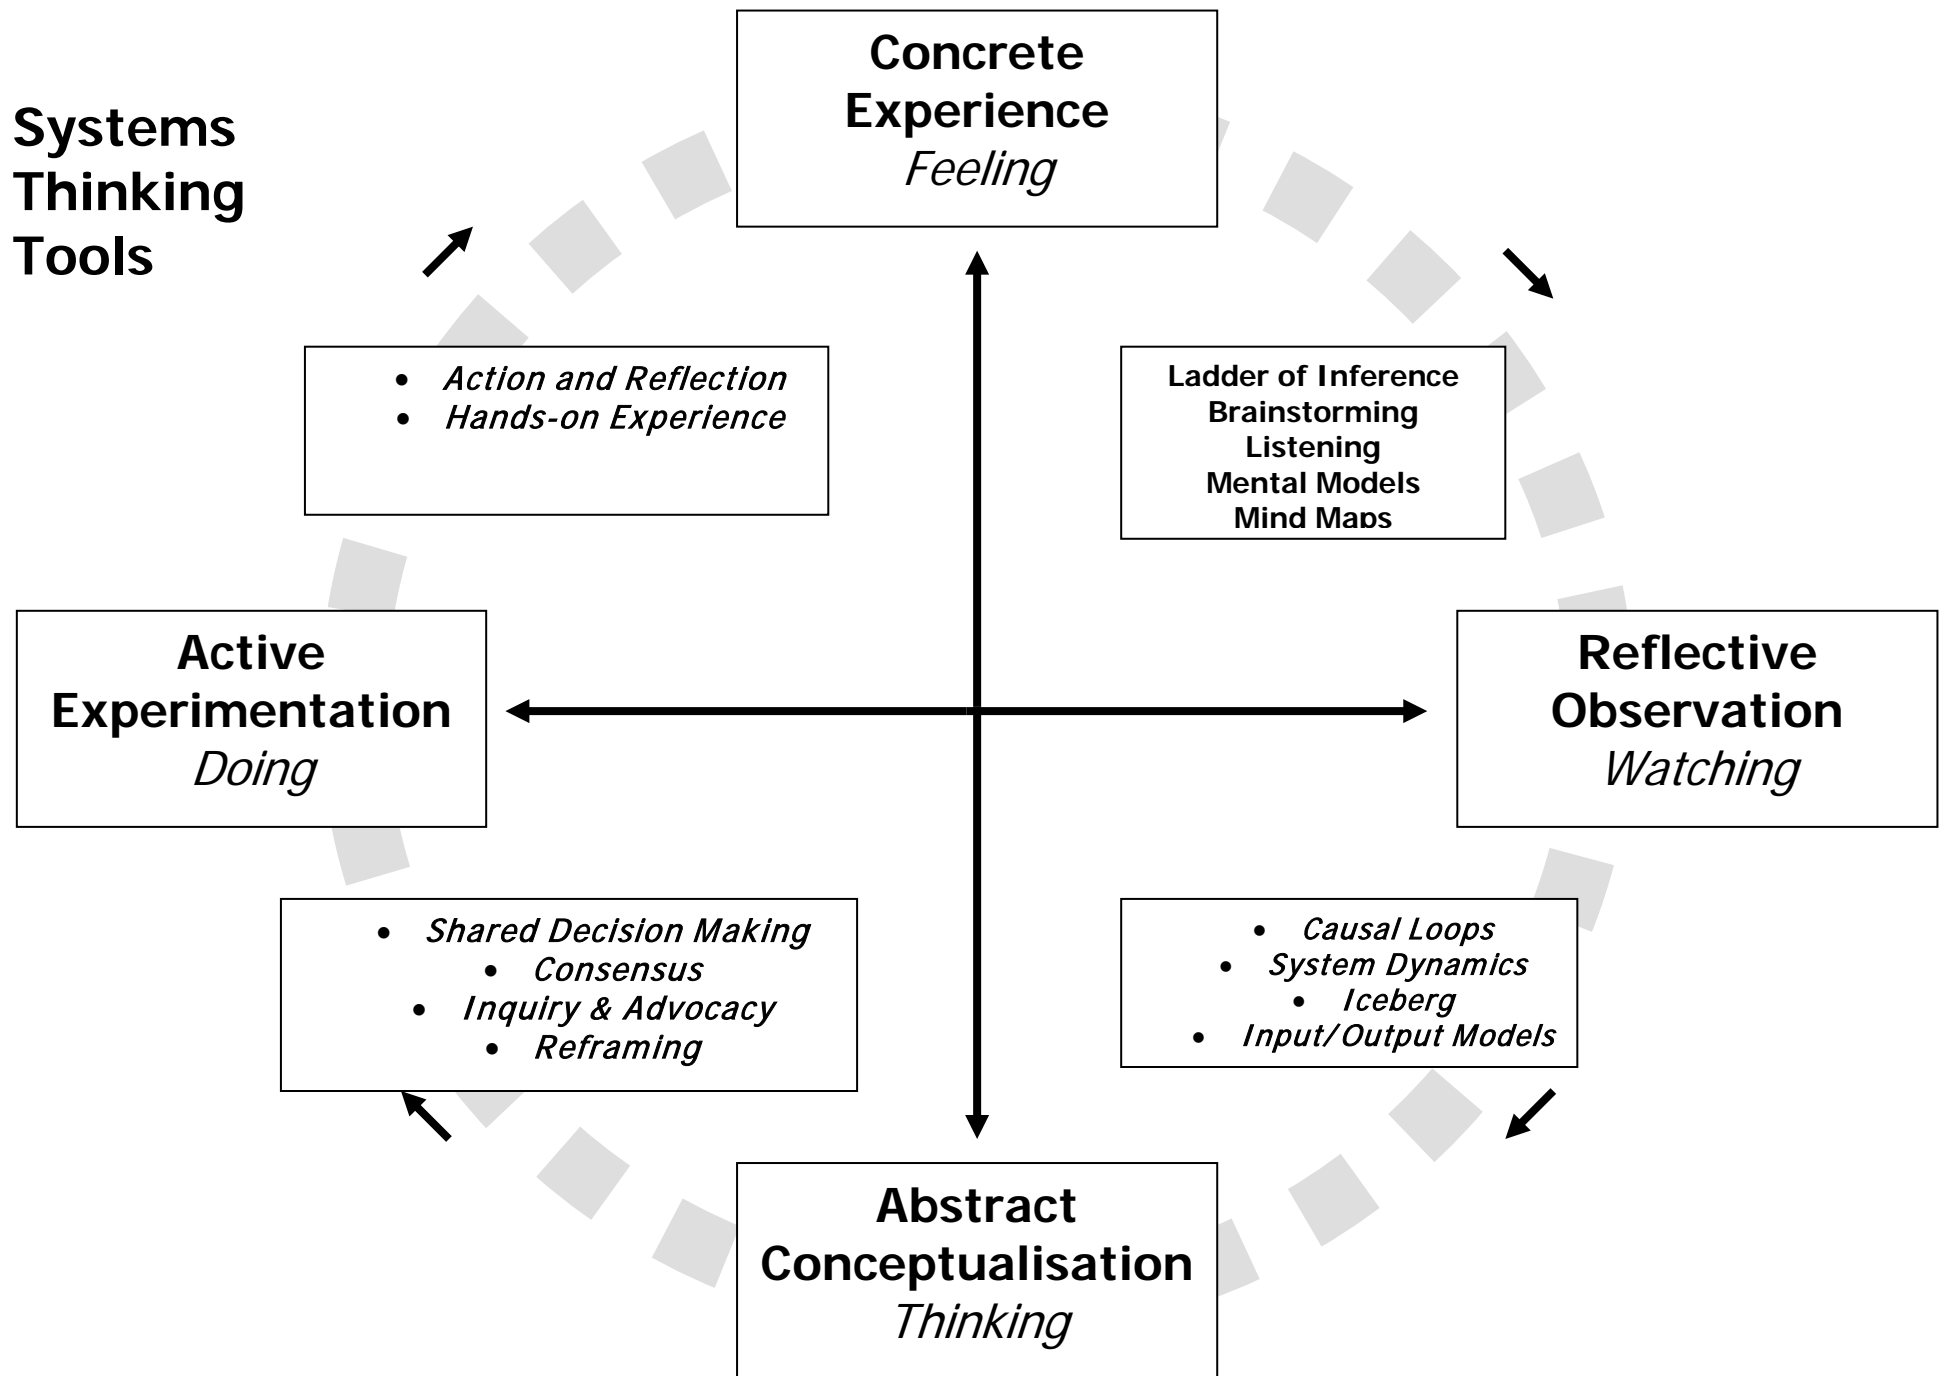 Systems
Thinking
Tools
Concrete
Experience
Feeling
• Action and Reflection
• Hands-on Experience
Ladder of Inference
Brainstorming
Listening
Mental Models
Mind Maps
Active
Experimentation
Doing
Reflective
Observation
Watching
• Shared Decision Making
• Consensus
• Inquiry & Advocacy
• Reframing
• Causal Loops
• System Dynamics
• Iceberg
• Input/Output Models
Abstract
Conceptualisation
Thinking